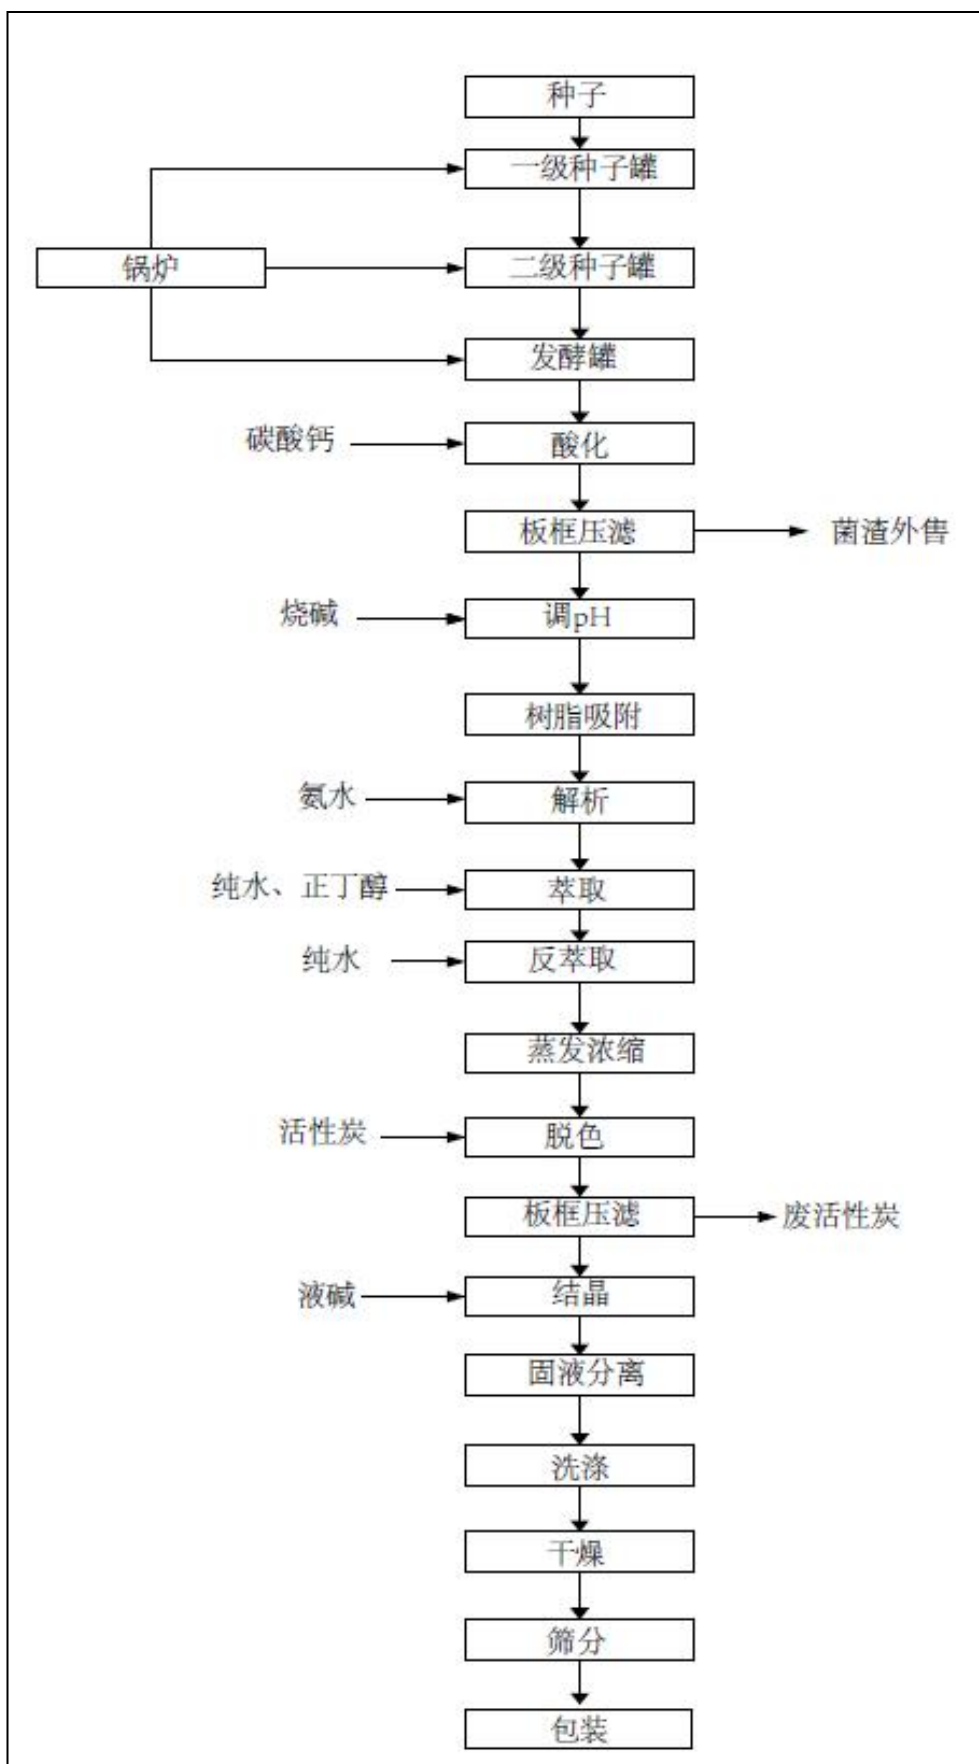 种子
一级种子罐
锅炉
二级种子罐
发酵罐
碳酸钙
酸化
板框压滤
菌渣外售
烧碱
调pH
树脂吸附
氨水
解析
纯水、正丁醇
萃取
纯水
反萃取
蒸发浓缩
活性炭
脱色
板框压滤
废活性炭
液碱
结晶
固液分离
洗涤
干燥
筛分
包装